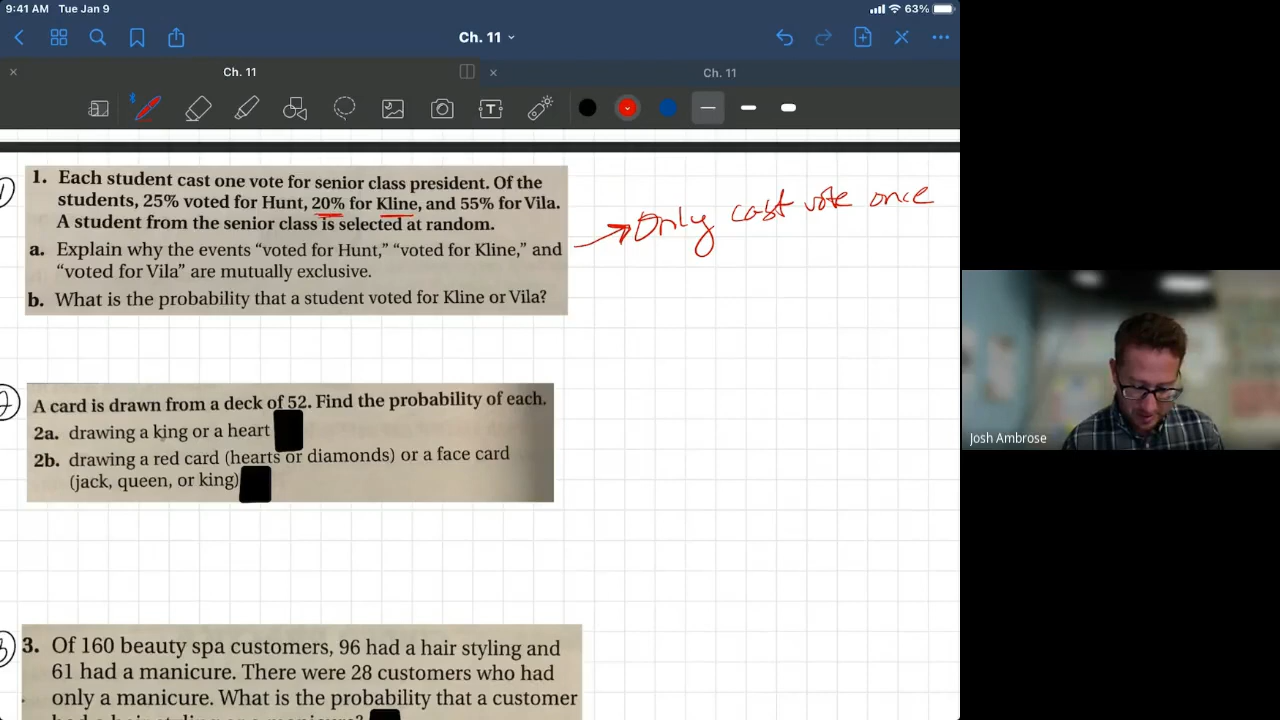 9:41 AM Tue Jan 9
63%
Ch. 11
Ch. 11
Ch. 11
T
1. Each student cast one vote for senior class president. Of the
students, 25% voted for Hunt, 20% for Kline, and 55% for Vila.
A student from the senior class is selected at random.
a. Explain why the events “voted for Hunt,” “voted for Kline,” and
“voted for Vila” are mutually exclusive.
b. What is the probability that a student voted for Kline or Vila?
Only cast vote once
A card is drawn from a deck of 52. Find the probability of each.
2a. drawing a king or a heart
2b. drawing a red card (hearts or diamonds) or a face card
(jack, queen, or king)
3. Of 160 beauty spa customers, 96 had a hair styling and
61 had a manicure. There were 28 customers who had
only a manicure. What is the probability that a customer
had a hair styling or a manicure?
Josh Ambrose